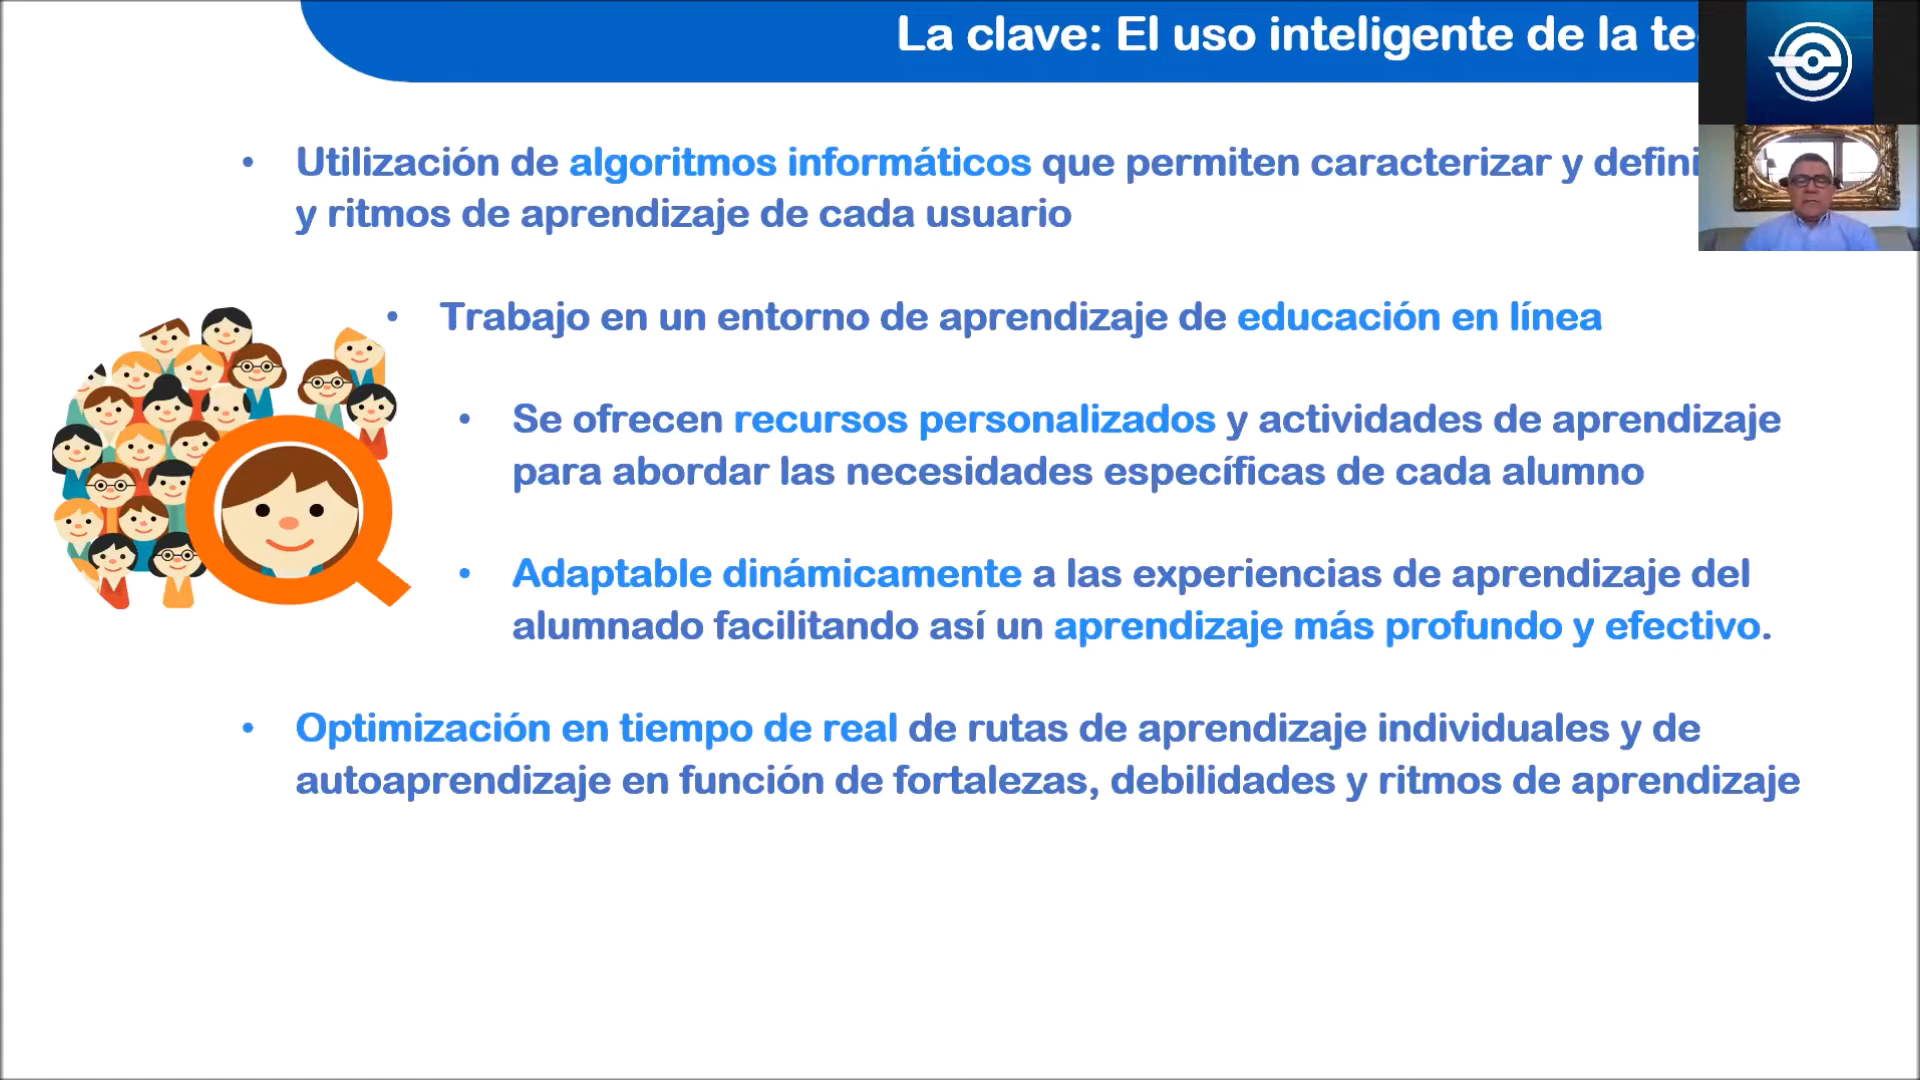 La clave: El uso inteligente de la
Utilización de algoritmos informáticos que permiten caracterizar y
y ritmos de aprendizaje de cada usuario
Trabajo en un entorno de aprendizaje de educación en línea
Se ofrecen recursos personalizados y actividades de aprendizaje
para abordar las necesidades específicas de cada alumno
Adaptable dinámicamente a las experiencias de aprendizaje del
alumnado facilitando así un aprendizaje más profundo y efectivo.
Optimización en tiempo de real de rutas de aprendizaje individuales y de
autoaprendizaje en función de fortalezas, debilidades y ritmos de aprendizaje